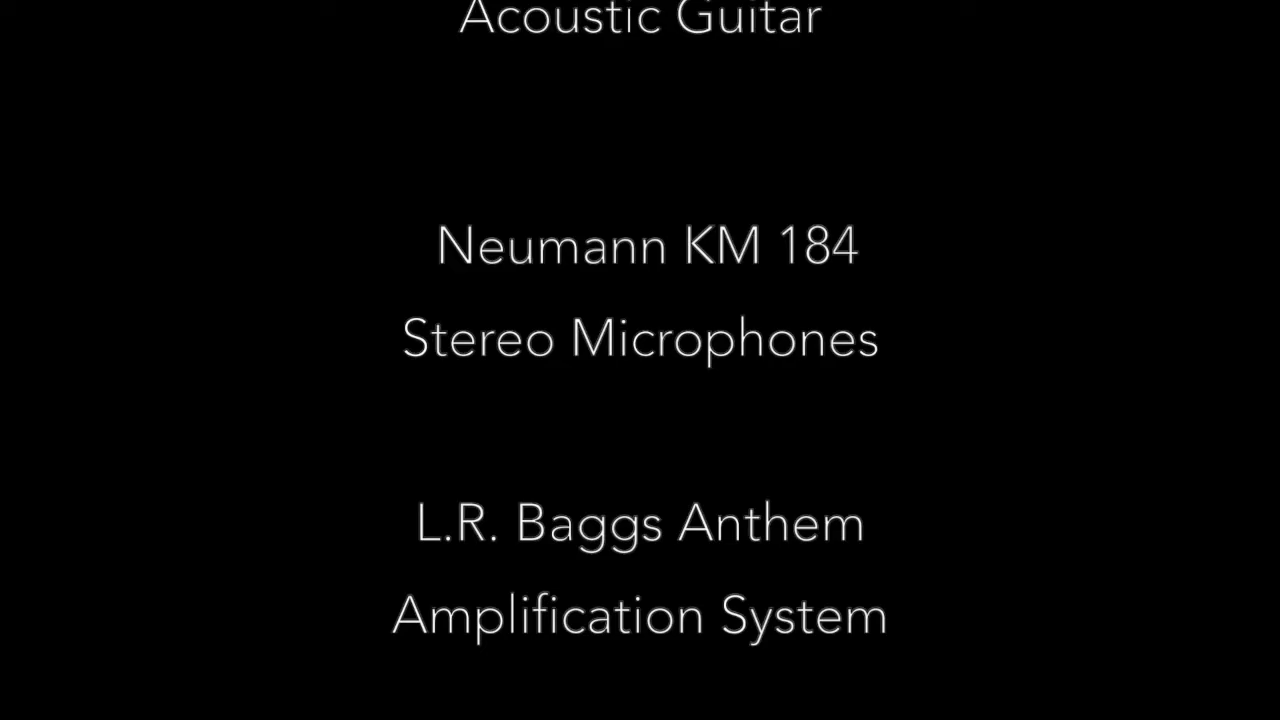 Acoustic Guitar
Neumann KM 184
Stereo Microphones
L.R. Baggs Anthem
Amplification System